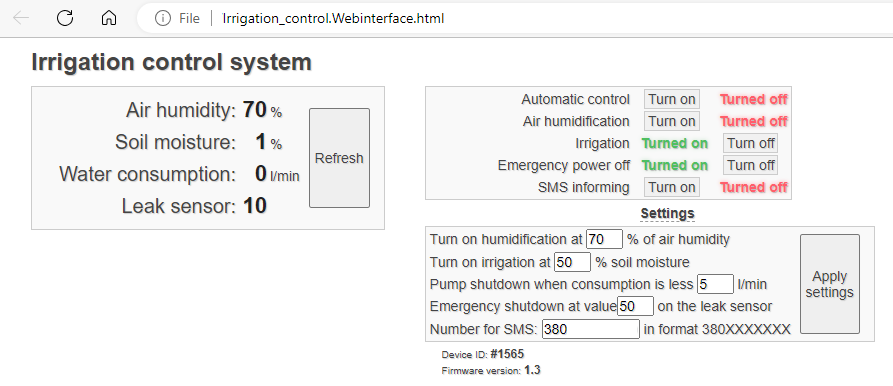 File | Irrigation_control.Webinterface.html
Irrigation control system
Air humidity: 70 %
Soil moisture: 1 %
Water consumption: 0 l/min
Leak sensor: 10
Refresh
Automatic control Turn on Turned off
Air humidification Turn on Turned off
Irrigation Turned on Turn off
Emergency power off Turned on Turn off
SMS informing Turn on Turned off
Settings
Turn on humidification at 70 % of air humidity
Turn on irrigation at 50 % soil moisture
Pump shutdown when consumption is less 5 l/min
Emergency shutdown at value 50 on the leak sensor
Number for SMS: 380 in format 380XXXXXXX
Apply
settings
Device ID: #1565
Firmware version: 1.3